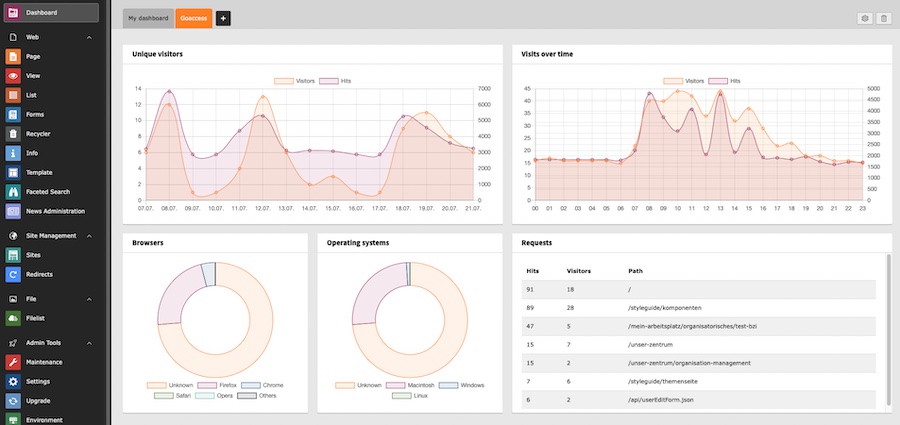 Dashboard
Web
Page
View
List
Forms
Recycler
Info
Template
Faceted Search
News Administration
Site Management
Sites
Redirects
File
Filelist
Admin Tools
Maintenance
Settings
Upgrade
Environment
My dashboard Goaccess +
Unique visitors
Visitors Hits
14 7000
12 6000
10 5000
8 4000
6 3000
4 2000
2 1000
0 0
07.07. 08.07. 09.07. 10.07. 11.07. 12.07. 13.07. 14.07. 15.07. 16.07. 17.07. 18.07. 19.07. 20.07. 21.07.
Visits over time
Visitors Hits
45 5000
40 4500
35 4000
30 3500
25 3000
20 2500
15 2000
10 1500
5 1000
0 500
0
00 01 02 03 04 05 06 07 08 09 10 11 12 13 14 15 16 17 18 19 20 21 22 23
Browsers
Unknown Firefox Chrome
Safari Opera Others
Operating systems
Unknown Macintosh Windows
Linux
Requests
Hits Visitors Path
91 18 /
89 28 /styleguide/komponenten
47 5 /mein-arbeitsplatz/organisatorisches/test-bzi
15 7 /unser-zentrum
15 2 /unser-zentrum/organisation-management
7 6 /styleguide/themenseite
6 2 /api/userEditForm.json